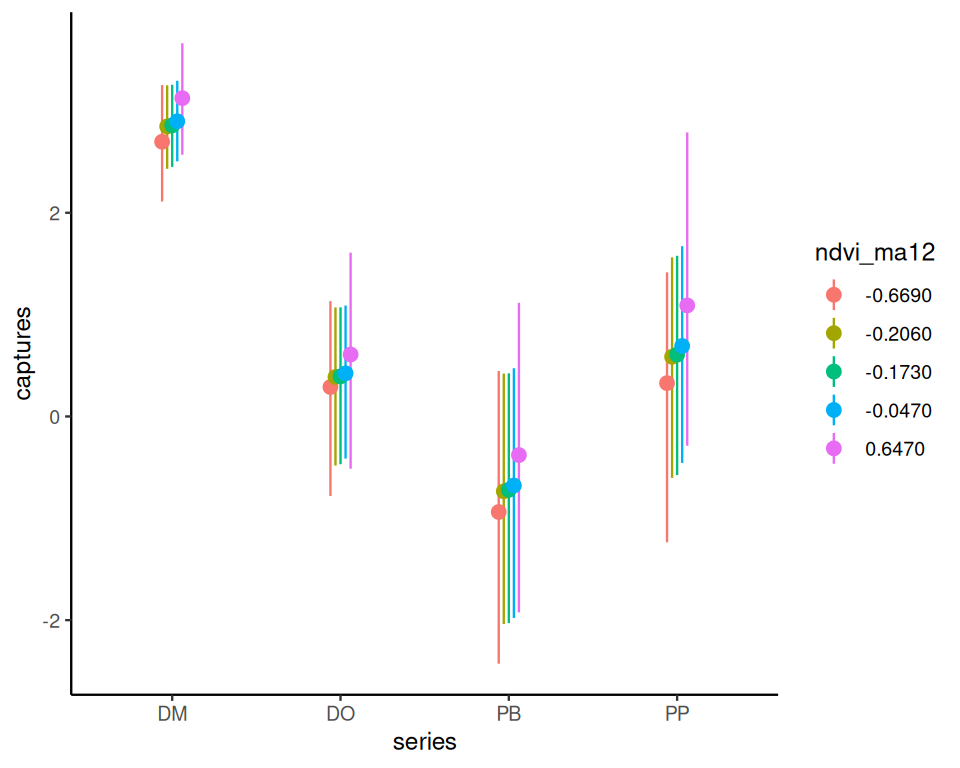 captures
2
0
-2
DM DO PB PP
series
ndvi_ma12
-0.6690
-0.2060
-0.1730
-0.0470
0.6470